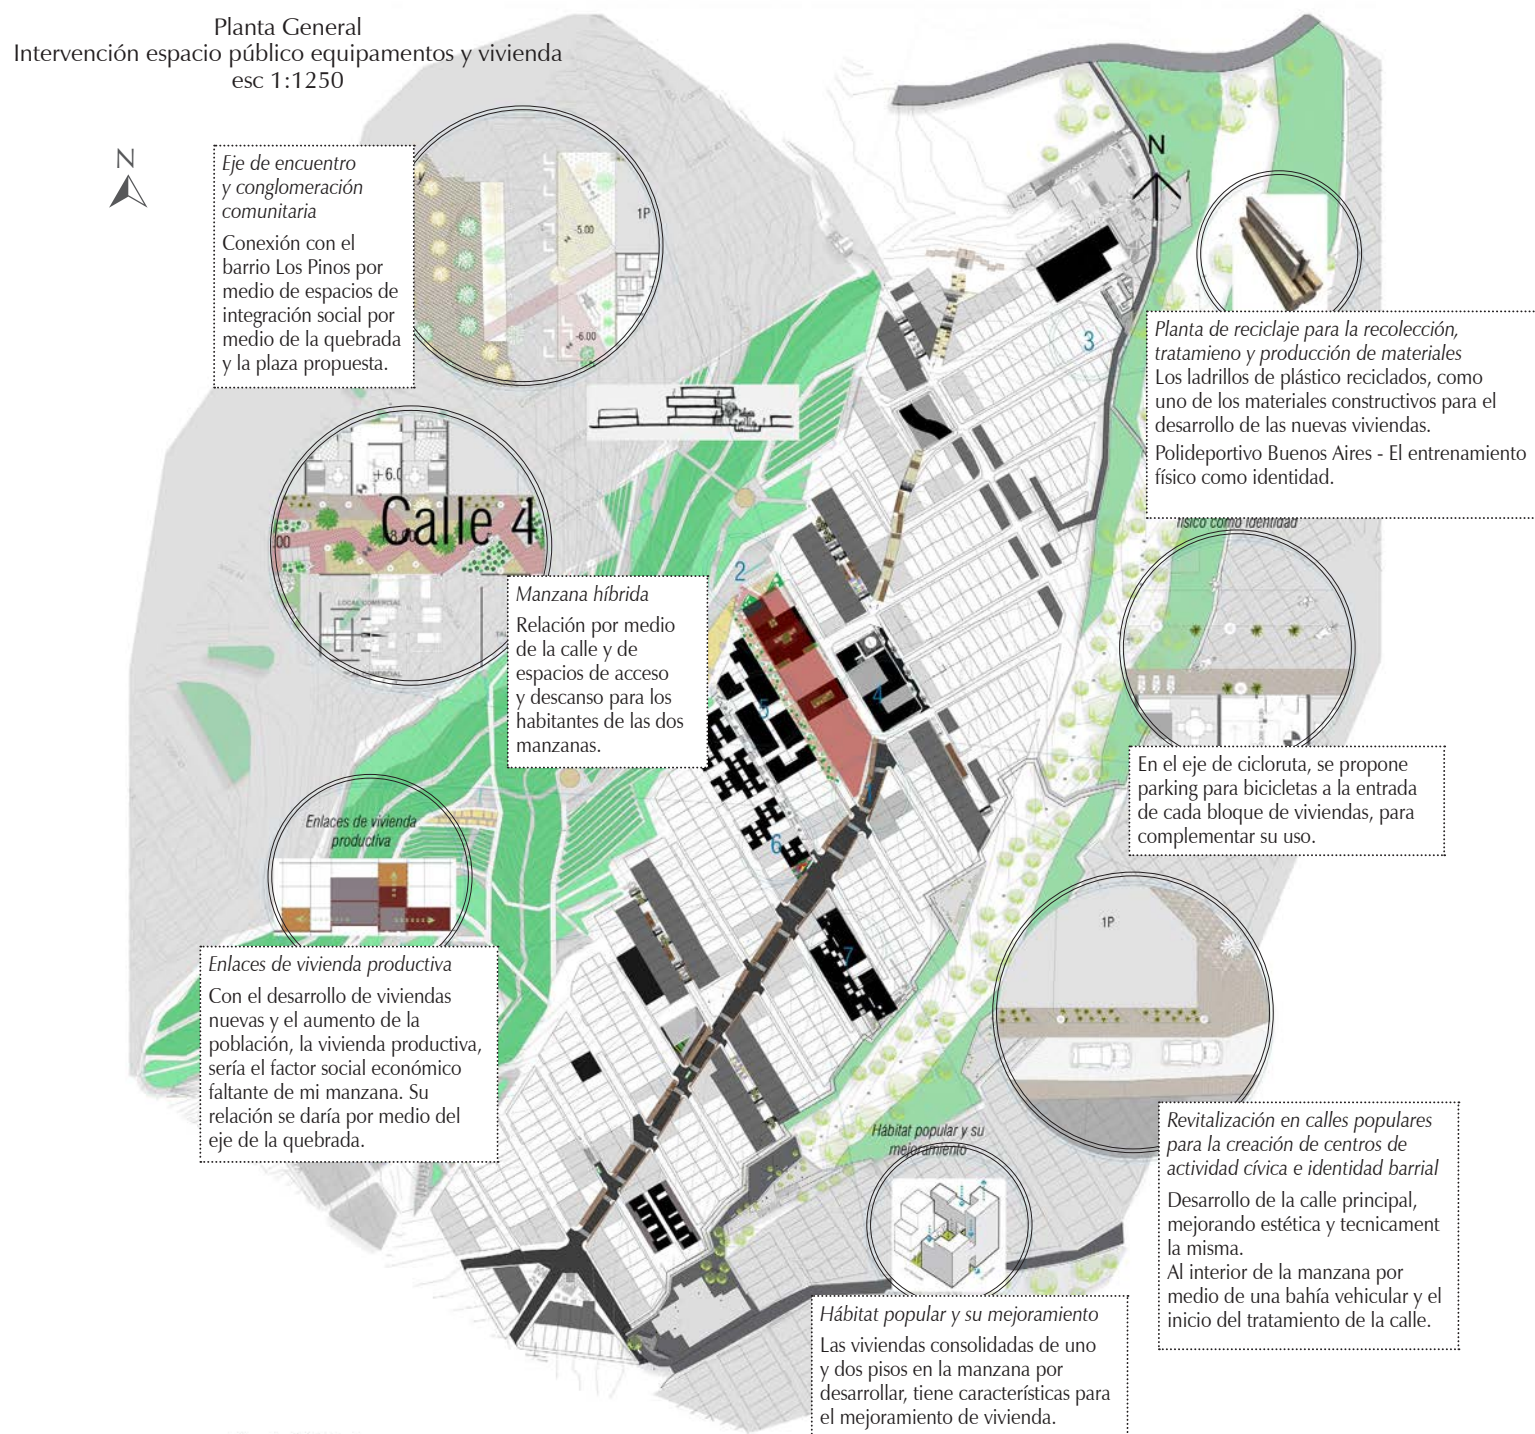 Planta General
Intervención espacio público equipamentos y vivienda
esc 1:1250
N
N
Eje de encuentro
y conglomeración
comunitaria
Conexión con el
barrio Los Pinos por
medio de espacios de
integración social por
medio de la quebrada
y la plaza propuesta.
1P
-5.00
-6.00
3
Planta de reciclaje para la recolección,
tratamieno y producción de materiales
Los ladrillos de plástico reciclados, como
uno de los materiales constructivos para el
desarrollo de las nuevas viviendas.
Polideportivo Buenos Aires - El entrenamiento
físico como identidad.
físico como identidad
Calle 4
LOCAL COMERCIAL
2
Manzana híbrida
Relación por medio
de la calle y de
espacios de acceso
y descanso para los
habitantes de las dos
manzanas.
4
5
1
6
7
En el eje de cicloruta, se propone
parking para bicicletas a la entrada
de cada bloque de viviendas, para
complementar su uso.
Enlaces de vivienda
productiva
Enlaces de vivienda productiva
Con el desarrollo de viviendas
nuevas y el aumento de la
población, la vivienda productiva,
sería el factor social económico
faltante de mi manzana. Su
relación se daría por medio del
eje de la quebrada.
1P
Revitalización en calles populares
para la creación de centros de
actividad cívica e identidad barrial
Desarrollo de la calle principal,
mejorando estética y tecnicament
la misma.
Al interior de la manzana por
medio de una bahía vehicular y el
inicio del tratamiento de la calle.
Hábitat popular y su
mejoramiento
Hábitat popular y su mejoramiento
Las viviendas consolidadas de uno
y dos pisos en la manzana por
desarrollar, tiene características para
el mejoramiento de vivienda.